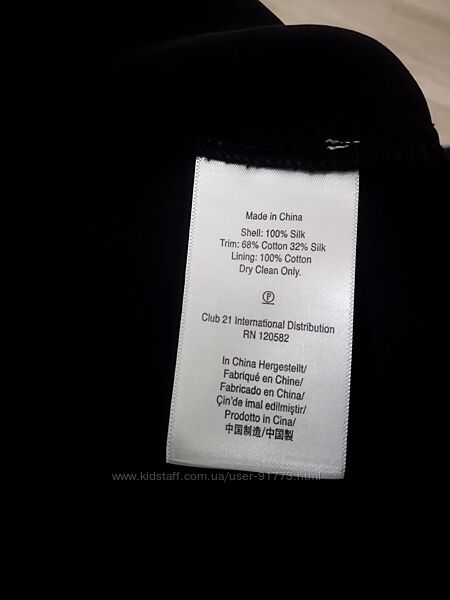 Made in China
Shell: 100% Silk
Trim: 68% Cotton 32% Silk
Lining: 100% Cotton
Dry Clean Only.
P
Club 21 International Distribution
RN 120582
In China Hergestellt/
Fabriqué en Chine/
Fabricado en China/
Çin'de imal edilmiştir/
Prodotto in Cina/
中国制造/中国製
www.kidstaff.com.ua/user-91773.html